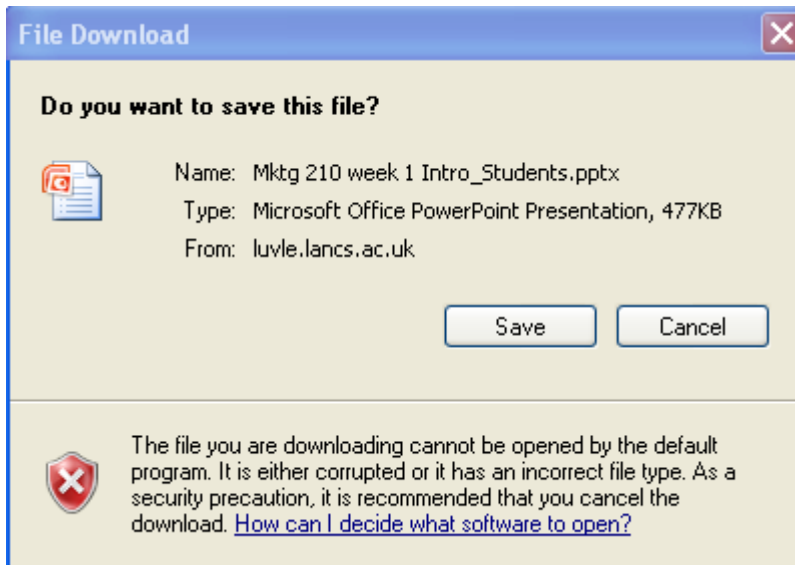 File Download
Do you want to save this file?
Name: Mktg 210 week 1 Intro_Students.pptx
Type: Microsoft Office PowerPoint Presentation, 477KB
From: luvle.lancs.ac.uk
Save Cancel
The file you are downloading cannot be opened by the default
program. It is either corrupted or it has an incorrect file type. As a
security precaution, it is recommended that you cancel the
download. How can I decide what software to open?